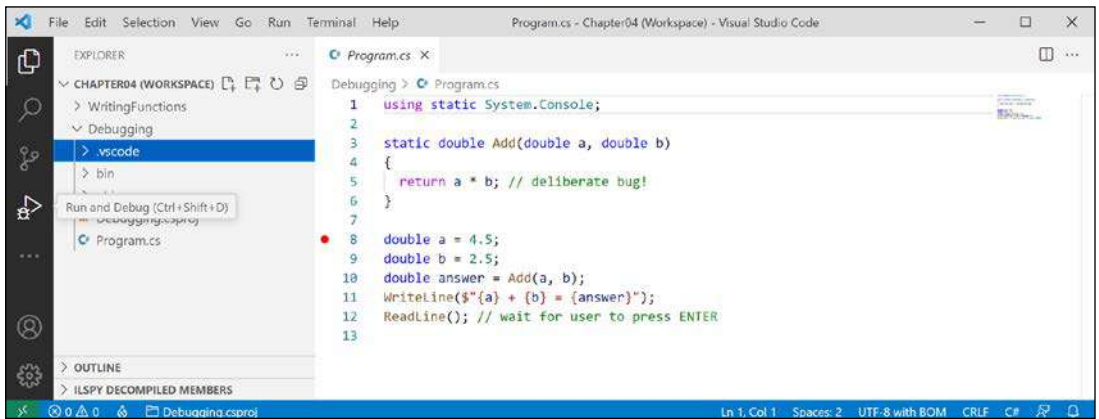 File Edit Selection View Go Run Terminal Help Program.cs - Chapter04 (Workspace) - Visual Studio Code
EXPLORER
CHAPTER04 (WORKSPACE)
WritingFunctions
Debugging
.vscode
bin
Run and Debug (Ctrl+Shift+D)
Debugging.csproj
Program.cs
OUTLINE
ILSPY DECOMPILED MEMBERS
Program.cs
Debugging > Program.cs
1 using static System.Console;
2
3 static double Add(double a, double b)
4 {
5 return a * b; // deliberate bug!
6 }
7
8 double a = 4.5;
9 double b = 2.5;
10 double answer = Add(a, b);
11 WriteLine($"{a} + {b} = {answer}");
12 ReadLine(); // wait for user to press ENTER
13
0 0 Debugging.csproj Ln 1, Col 1 Spaces: 2 UTF-8 with BOM CRLF C#